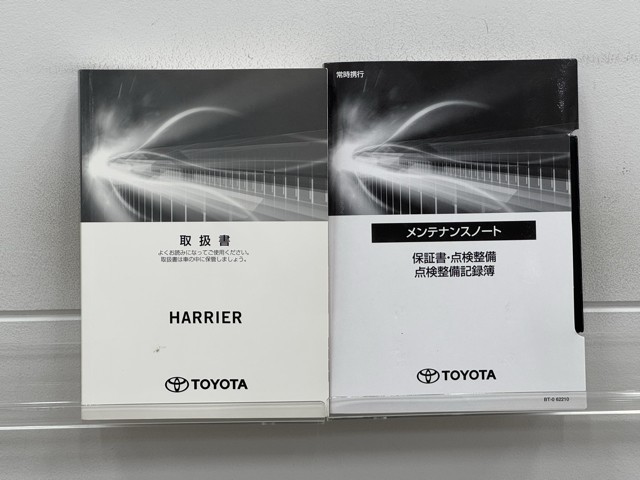 取扱書
よくお読みになってご使用ください。
取扱書は車の中に保管しましょう。
HARRIER
TOYOTA
常時携行
メンテナンスノート
保証書・点検整備
点検整備記録簿
TOYOTA
BT-0 62210